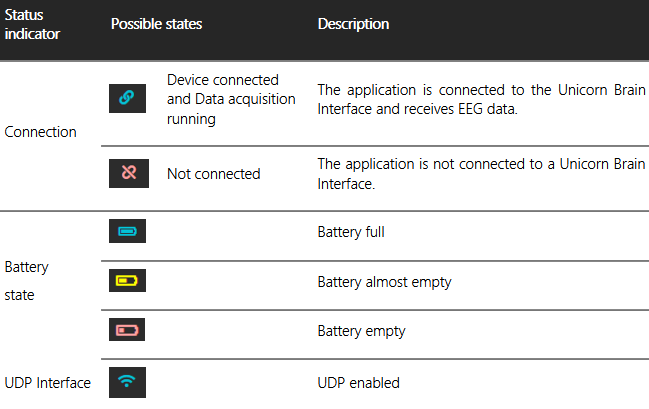 Status
indicator
Possible states
Description
Connection
Device connected
and Data acquisition
running
The application is connected to the Unicorn Brain
Interface and receives EEG data.
Not connected
The application is not connected to a Unicorn Brain
Interface.
Battery
state
Battery full
Battery almost empty
Battery empty
UDP Interface
UDP enabled